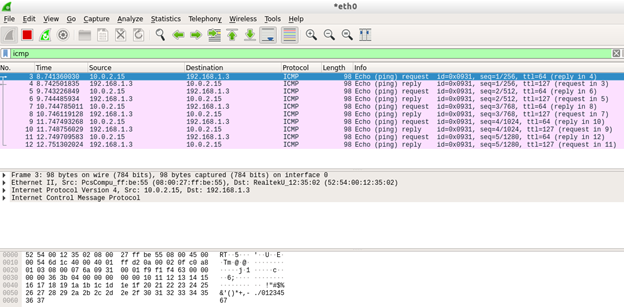 *eth0
File Edit View Go Capture Analyze Statistics Telephony Wireless Tools Help
icmp
No. Time Source Destination Protocol Length Info
3 8.741360030 10.0.2.15 192.168.1.3 ICMP 98 Echo (ping) request id=0x0931, seq=1/256, ttl=64 (reply in 4)
4 8.742501835 192.168.1.3 10.0.2.15 ICMP 98 Echo (ping) reply id=0x0931, seq=1/256, ttl=127 (request in 3)
5 9.743226849 10.0.2.15 192.168.1.3 ICMP 98 Echo (ping) request id=0x0931, seq=2/512, ttl=64 (reply in 6)
6 9.744485934 192.168.1.3 10.0.2.15 ICMP 98 Echo (ping) reply id=0x0931, seq=2/512, ttl=127 (request in 5)
7 10.744785011 10.0.2.15 192.168.1.3 ICMP 98 Echo (ping) request id=0x0931, seq=3/768, ttl=64 (reply in 8)
8 10.746119128 192.168.1.3 10.0.2.15 ICMP 98 Echo (ping) reply id=0x0931, seq=3/768, ttl=127 (request in 7)
9 11.747493268 10.0.2.15 192.168.1.3 ICMP 98 Echo (ping) request id=0x0931, seq=4/1024, ttl=64 (reply in 10)
10 11.748756029 192.168.1.3 10.0.2.15 ICMP 98 Echo (ping) reply id=0x0931, seq=4/1024, ttl=127 (request in 9)
11 12.749709583 10.0.2.15 192.168.1.3 ICMP 98 Echo (ping) request id=0x0931, seq=5/1280, ttl=64 (reply in 12)
12 12.751302024 192.168.1.3 10.0.2.15 ICMP 98 Echo (ping) reply id=0x0931, seq=5/1280, ttl=127 (request in 11)
Frame 3: 98 bytes on wire (784 bits), 98 bytes captured (784 bits) on interface 0
Ethernet II, Src: PcsCompu_ff:be:55 (08:00:27:ff:be:55), Dst: RealtekU_12:35:02 (52:54:00:12:35:02)
Internet Protocol Version 4, Src: 10.0.2.15, Dst: 192.168.1.3
Internet Control Message Protocol
0000 52 54 00 12 35 02 08 00 27 ff be 55 08 00 45 00 RT··5···'··U··E·
0010 00 54 6d 1c 40 00 40 01 ff d2 0a 00 02 0f c0 a8 ·Tm·@·@·········
0020 01 03 08 00 07 6a 09 31 00 01 f9 f1 f4 63 00 00 ·····j·1·····c··
0030 00 00 36 3b 04 00 00 00 00 00 10 11 12 13 14 15 ··6;············
0040 16 17 18 19 1a 1b 1c 1d 1e 1f 20 21 22 23 24 25 ·········· !"#$%
0050 26 27 28 29 2a 2b 2c 2d 2e 2f 30 31 32 33 34 35 &'()*+,-./012345
0060 36 37 67